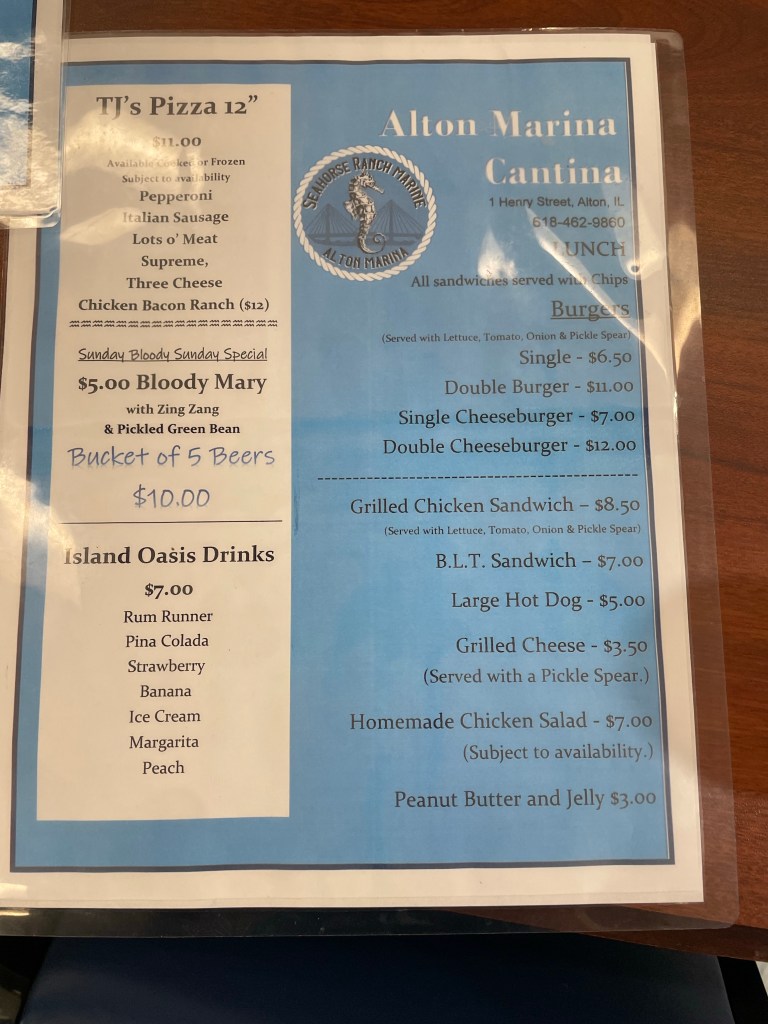 TJ's Pizza 12"
$11.00
Available Cooked or Frozen
Subject to availability
Pepperoni
Italian Sausage
Lots o' Meat
Supreme,
Three Cheese
Chicken Bacon Ranch ($12)
Sunday Bloody Sunday Special
$5.00 Bloody Mary
with Zing Zang
& Pickled Green Bean
Bucket of 5 Beers
$10.00
Island Oasis Drinks
$7.00
Rum Runner
Pina Colada
Strawberry
Banana
Ice Cream
Margarita
Peach
Alton Marina
Cantina
SEAHORSE RANCH MARINE
ALTON MARINA
1 Henry Street, Alton, IL
618-462-9860
LUNCH
All sandwiches served with Chips
Burgers
(Served with Lettuce, Tomato, Onion & Pickle Spear)
Single - $6.50
Double Burger - $11.00
Single Cheeseburger - $7.00
Double Cheeseburger - $12.00
Grilled Chicken Sandwich – $8.50
(Served with Lettuce, Tomato, Onion & Pickle Spear)
B.L.T. Sandwich – $7.00
Large Hot Dog - $5.00
Grilled Cheese - $3.50
(Served with a Pickle Spear.)
Homemade Chicken Salad - $7.00
(Subject to availability.)
Peanut Butter and Jelly $3.00